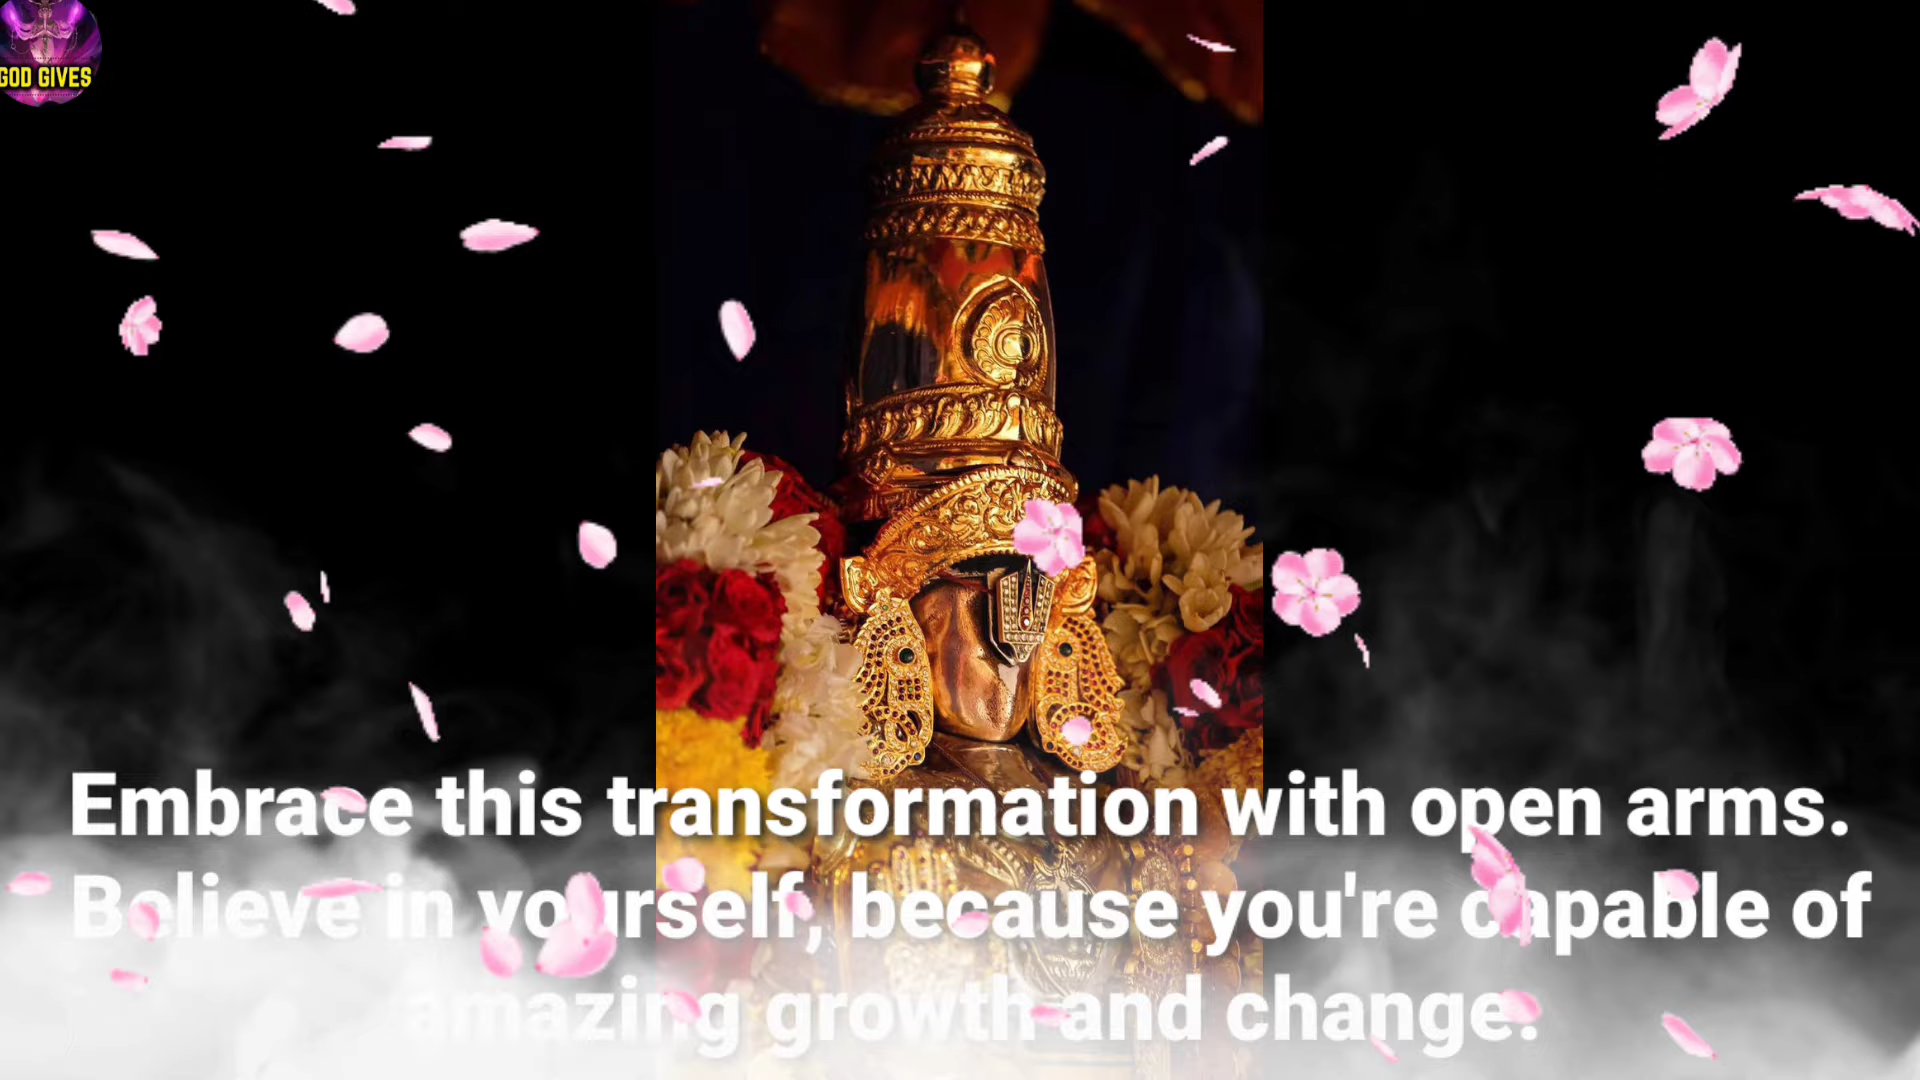 GOD GIVES
Embrace this transformation with open arms.
Believe in yourself, because you're capable of
amazing growth and change.